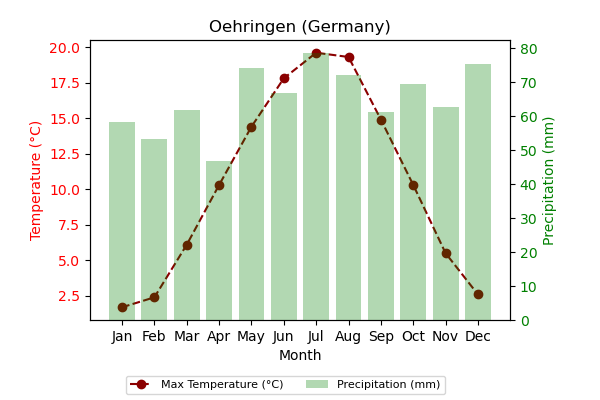 Oehringen (Germany)
Temperature (°C)
20.0
17.5
15.0
12.5
10.0
7.5
5.0
2.5
80
70
60
50
40
30
20
10
0
Precipitation (mm)
Jan Feb Mar Apr May Jun Jul Aug Sep Oct Nov Dec
Month
Max Temperature (°C) Precipitation (mm)